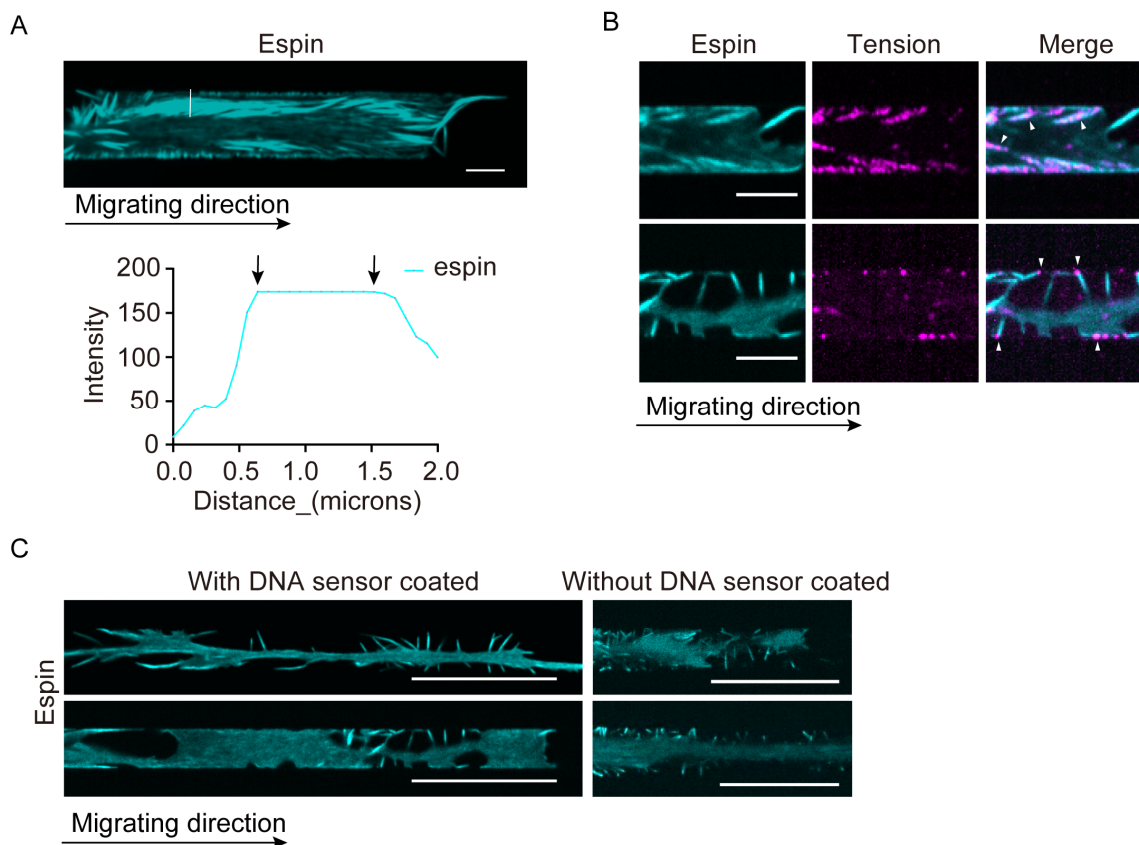 A
Espin
Migrating direction
200
150
100
50
0
Intensity
espin
0.0 0.5 1.0 1.5 2.0
Distance_(microns)
B
Espin Tension Merge
Migrating direction
C
With DNA sensor coated Without DNA sensor coated
Espin
Migrating direction